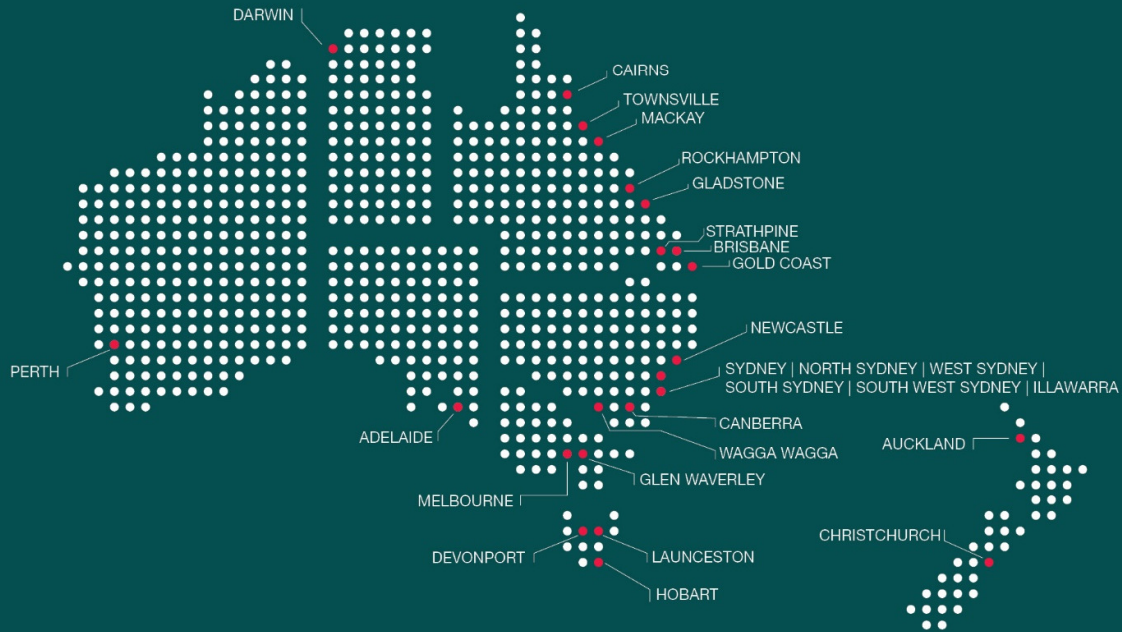 DARWIN
CAIRNS
TOWNSVILLE
MACKAY
ROCKHAMPTON
GLADSTONE
STRATHPINE
BRISBANE
GOLD COAST
NEWCASTLE
PERTH
SYDNEY | NORTH SYDNEY | WEST SYDNEY |
SOUTH SYDNEY | SOUTH WEST SYDNEY | ILLAWARRA
CANBERRA
ADELAIDE
AUCKLAND
WAGGA WAGGA
GLEN WAVERLEY
MELBOURNE
CHRISTCHURCH
DEVONPORT
LAUNCESTON
HOBART